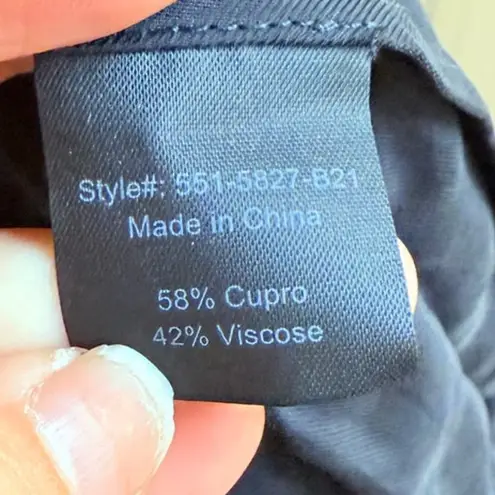 Style#: 551-5827-B21
Made in China
58% Cupro
42% Viscose